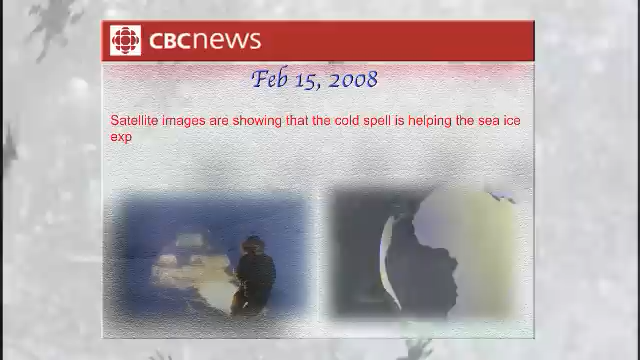 CBCnews
Feb 15, 2008
Satellite images are showing that the cold spell is helping the sea ice
exp